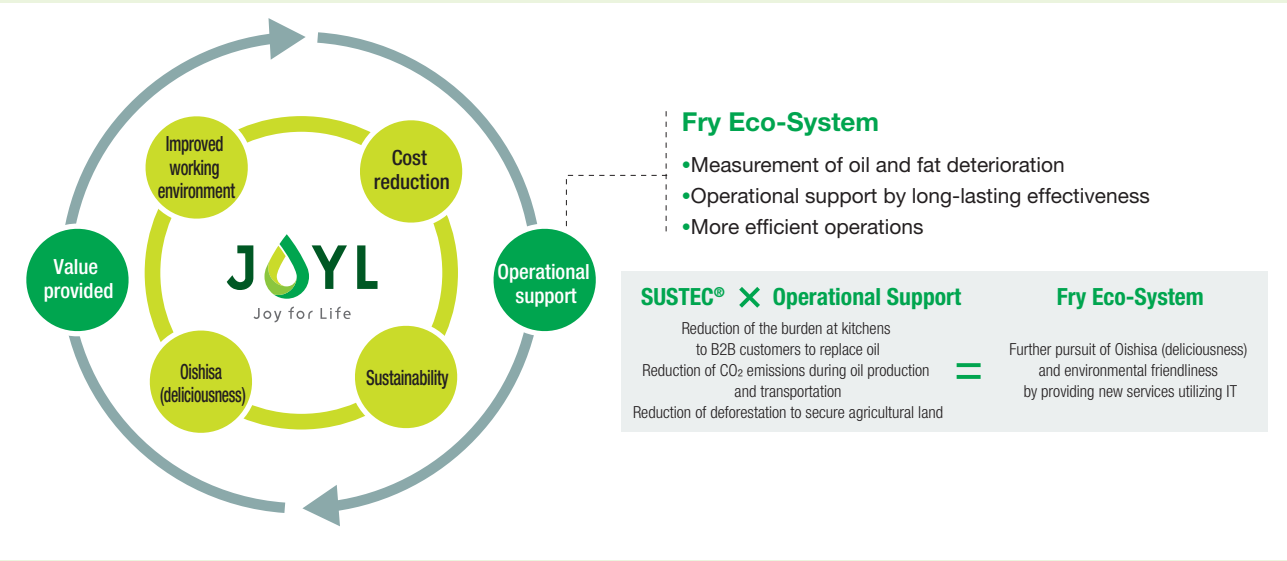 Improved
working
environment
Cost
reduction
Value
provided
JOYL
Joy for Life
Operational
support
Oishisa
(deliciousness)
Sustainability
Fry Eco-System
•Measurement of oil and fat deterioration
•Operational support by long-lasting effectiveness
•More efficient operations
SUSTEC® × Operational Support
Reduction of the burden at kitchens
to B2B customers to replace oil
Reduction of CO₂ emissions during oil production
and transportation
Reduction of deforestation to secure agricultural land
=
Fry Eco-System
Further pursuit of Oishisa (deliciousness)
and environmental friendliness
by providing new services utilizing IT